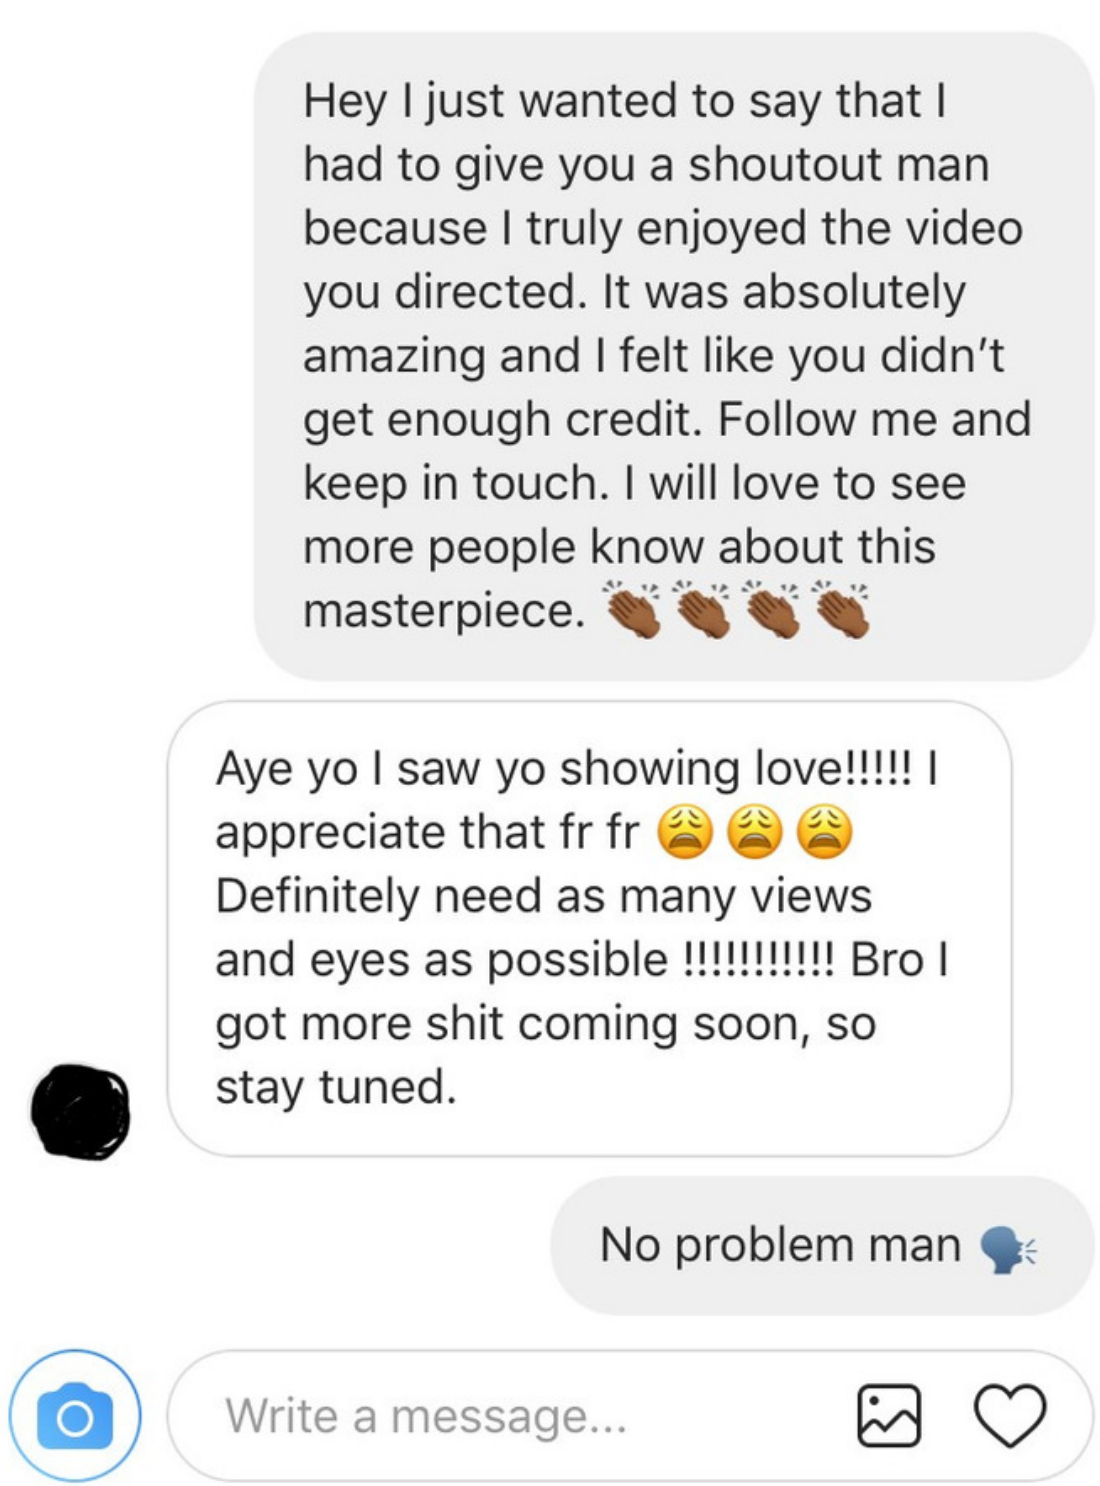 Hey I just wanted to say that I
had to give you a shoutout man
because I truly enjoyed the video
you directed. It was absolutely
amazing and I felt like you didn’t
get enough credit. Follow me and
keep in touch. I will love to see
more people know about this
masterpiece. 👏🏾👏🏾👏🏾👏🏾
Aye yo I saw yo showing love!!!!! I
appreciate that fr fr 😩😩😩
Definitely need as many views
and eyes as possible !!!!!!!!!!! Bro I
got more shit coming soon, so
stay tuned.
No problem man 🗣
Write a message...